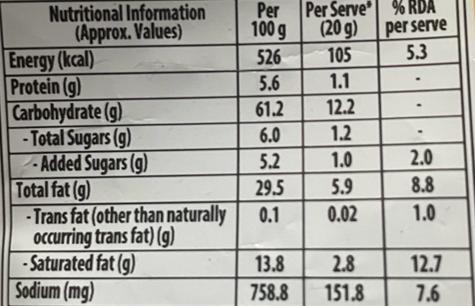 Nutritional Information Per Per Serve* % RDA
(Approx. Values) 100 g (20 g) per serve
Energy (kcal) 526 105 5.3
Protein (g) 5.6 1.1 -
Carbohydrate (g) 61.2 12.2 -
- Total Sugars (g) 6.0 1.2 -
- Added Sugars (g) 5.2 1.0 2.0
Total fat (g) 29.5 5.9 8.8
- Trans fat (other than naturally 0.1 0.02 1.0
occurring trans fat) (g)
- Saturated fat (g) 13.8 2.8 12.7
Sodium (mg) 758.8 151.8 7.6